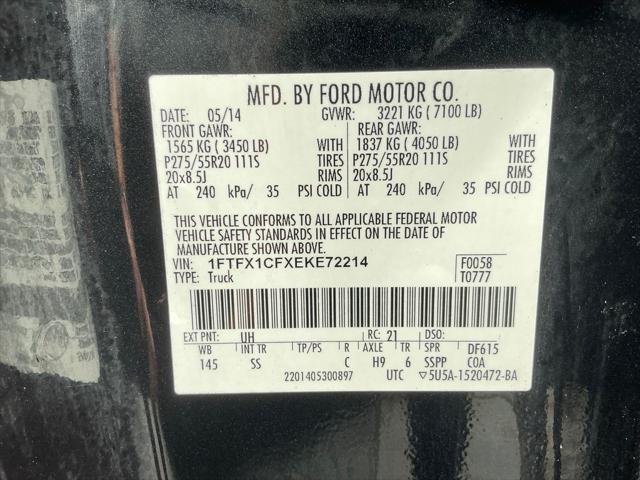 MFD. BY FORD MOTOR CO.
DATE: 05/14 GVWR: 3221 KG ( 7100 LB)
FRONT GAWR: REAR GAWR:
1565 KG ( 3450 LB) WITH 1837 KG ( 4050 LB) WITH
P275/55R20 111S TIRES P275/55R20 111S TIRES
20x8.5J RIMS 20x8.5J RIMS
AT 240 kPa/ 35 PSI COLD AT 240 kPa/ 35 PSI COLD
THIS VEHICLE CONFORMS TO ALL APPLICABLE FEDERAL MOTOR
VEHICLE SAFETY STANDARDS IN EFFECT ON THE DATE OF
MANUFACTURE SHOWN ABOVE.
VIN: 1FTFX1CFXEKE72214 F0058
TYPE: Truck T0777
EXT PNT: UH RC: 21 DSO:
WB INT TR TP/PS R AXLE TR SPR DF615
145 SS C H9 6 SSPP COA
2201405300897 UTC ▽5U5A-1520472-BA